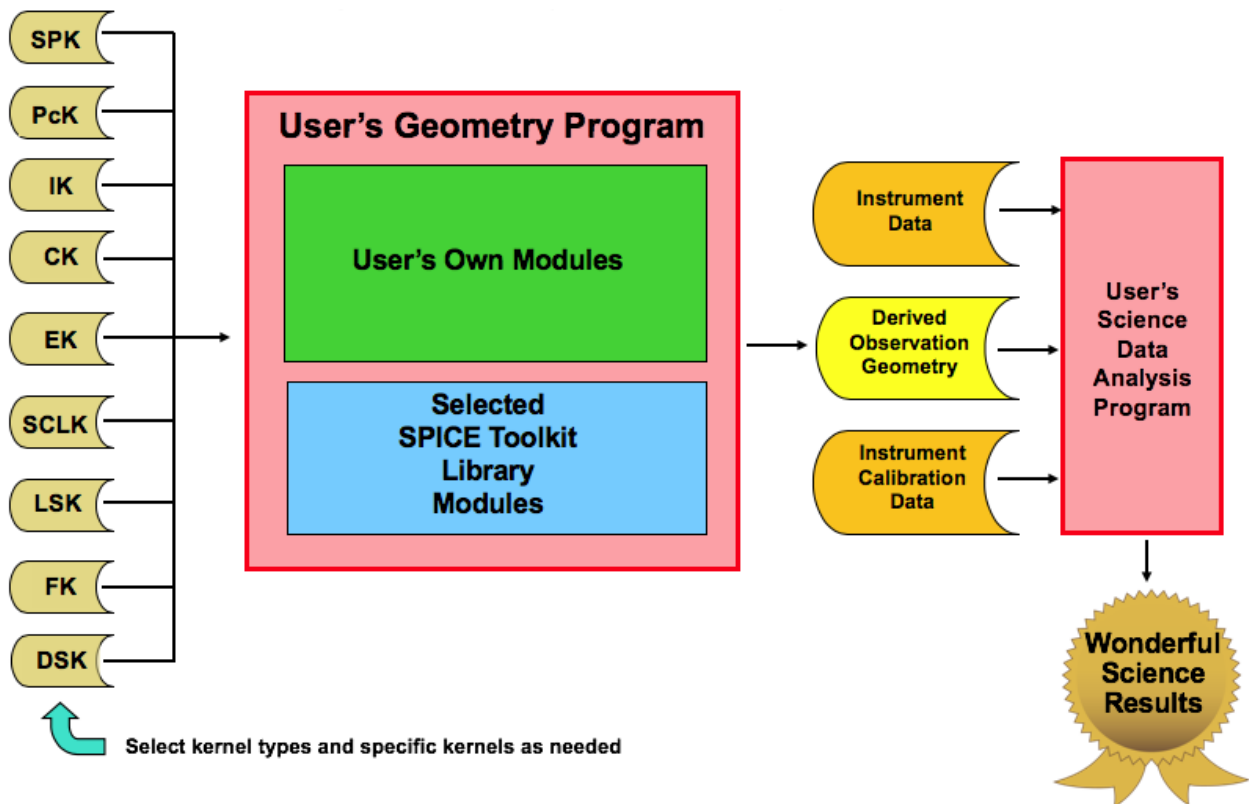 SPK
PcK
IK
CK
EK
SCLK
LSK
FK
DSK
Select kernel types and specific kernels as needed
User's Geometry Program
User's Own Modules
Selected
SPICE Toolkit
Library
Modules
Instrument
Data
Derived
Observation
Geometry
Instrument
Calibration
Data
User's
Science
Data
Analysis
Program
Wonderful
Science
Results